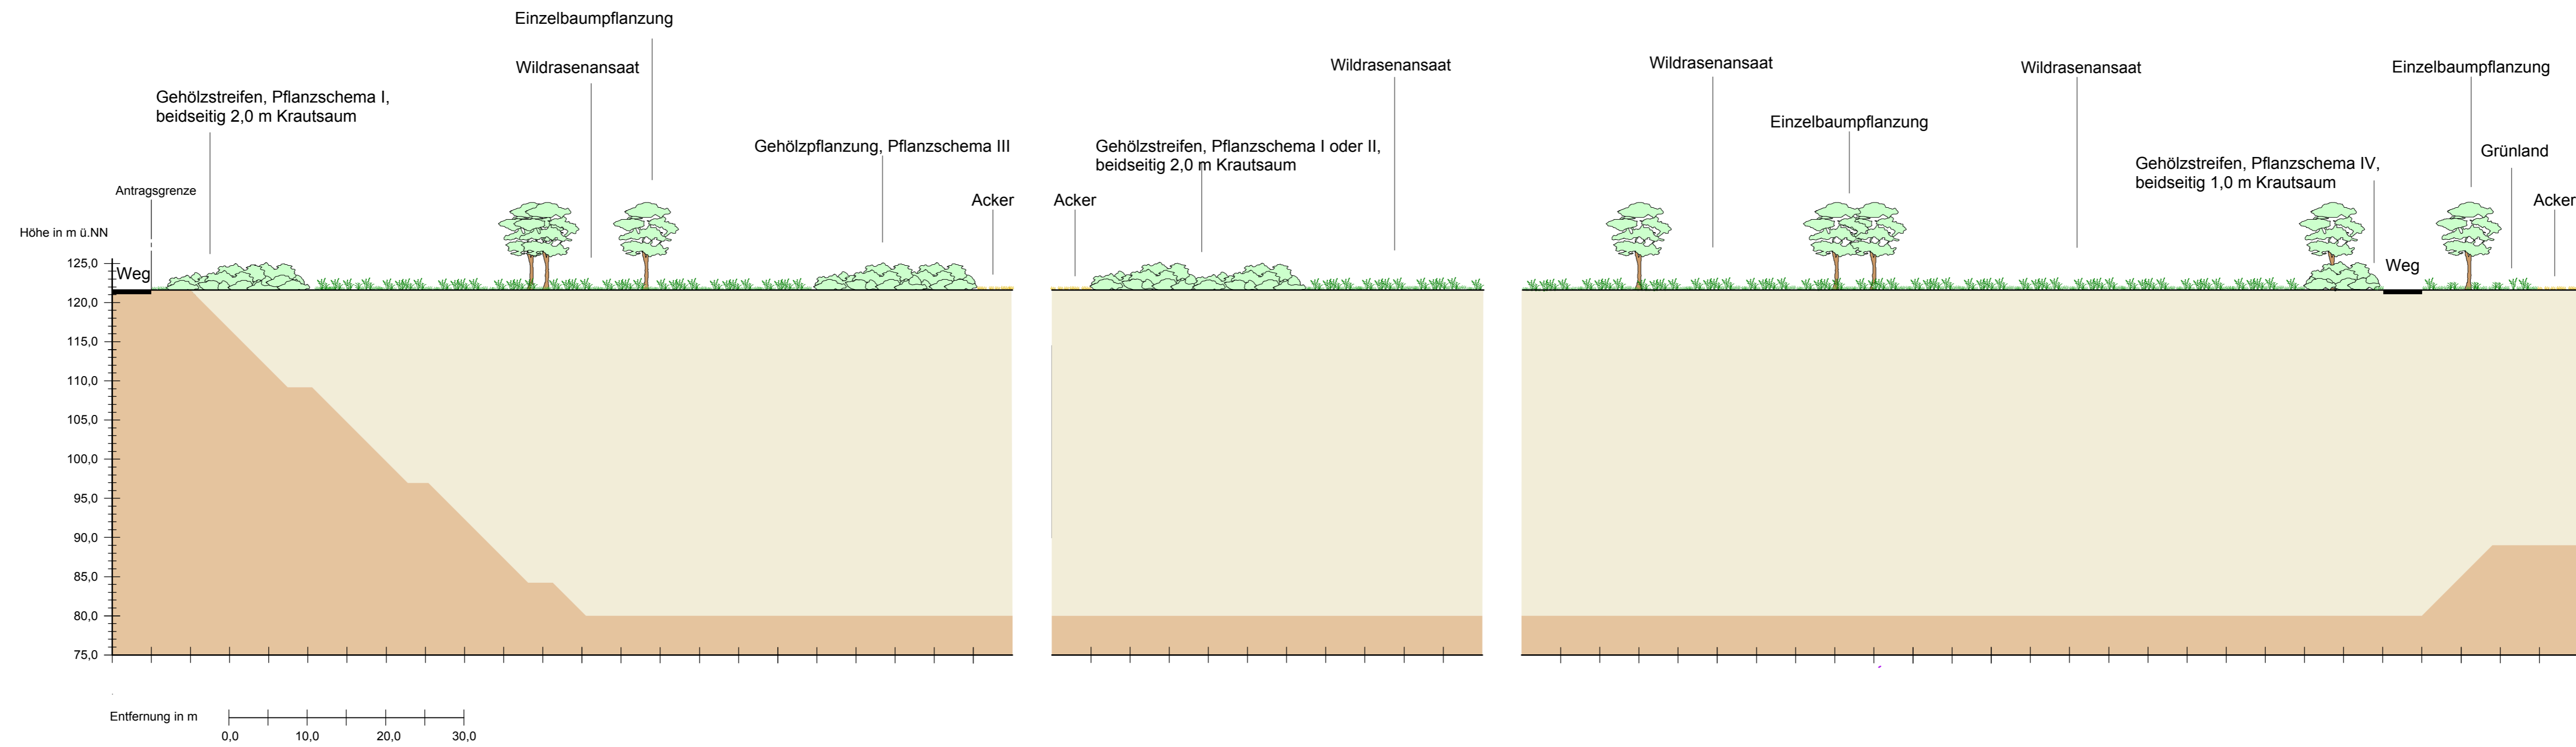 Einzelbaumpflanzung
Wildrasenansaat
Gehölzstreifen, Pflanzschema I,
beidseitig 2,0 m Krautsaum
Gehölzpflanzung, Pflanzschema III
Antragsgrenze
Acker
Höhe in m ü.NN
Weg
Acker
Gehölzstreifen, Pflanzschema I oder II,
beidseitig 2,0 m Krautsaum
Wildrasenansaat
Wildrasenansaat
Einzelbaumpflanzung
Wildrasenansaat
Gehölzstreifen, Pflanzschema IV,
beidseitig 1,0 m Krautsaum
Weg
Einzelbaumpflanzung
Grünland
Acker
125,0
120,0
115,0
110,0
105,0
100,0
95,0
90,0
85,0
80,0
75,0
Entfernung in m
0,0 10,0 20,0 30,0